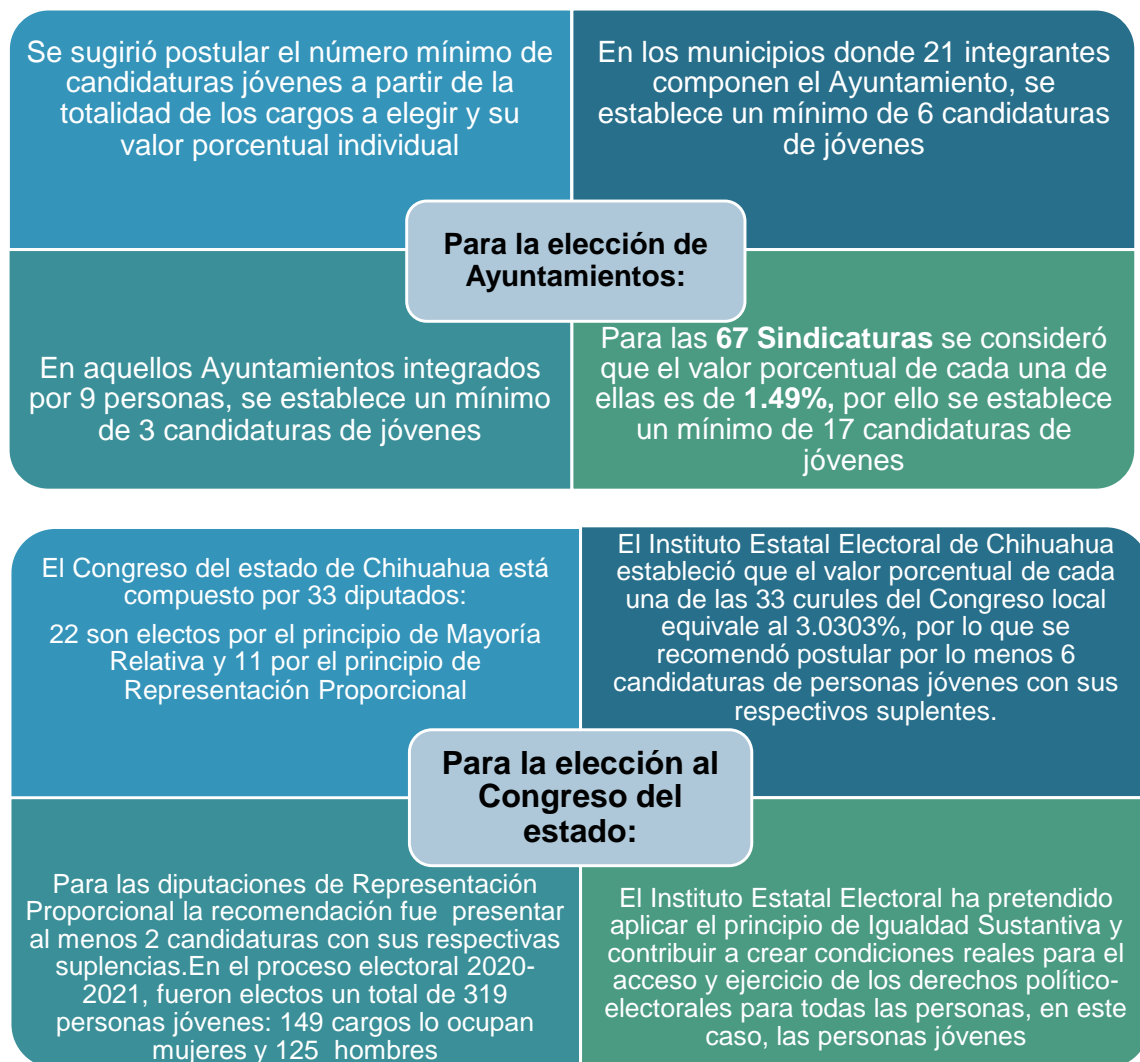 Se sugirió postular el número mínimo de
candidaturas jóvenes a partir de la
totalidad de los cargos a elegir y su
valor porcentual individual
En los municipios donde 21 integrantes
componen el Ayuntamiento, se
establece un mínimo de 6 candidaturas
de jóvenes
Para la elección de
Ayuntamientos:
En aquellos Ayuntamientos integrados
por 9 personas, se establece un mínimo
de 3 candidaturas de jóvenes
Para las 67 Sindicaturas se consideró
que el valor porcentual de cada una de
ellas es de 1.49%, por ello se establece
un mínimo de 17 candidaturas de
jóvenes
El Congreso del estado de Chihuahua está
compuesto por 33 diputados:
22 son electos por el principio de Mayoría
Relativa y 11 por el principio de
Representación Proporcional
El Instituto Estatal Electoral de Chihuahua
estableció que el valor porcentual de cada
una de las 33 curules del Congreso local
equivale al 3.0303%, por lo que se
recomendó postular por lo menos 6
candidaturas de personas jóvenes con sus
respectivos suplentes.
Para la elección al
Congreso del
estado:
Para las diputaciones de Representación
Proporcional la recomendación fue presentar
al menos 2 candidaturas con sus respectivas
suplencias.En el proceso electoral 2020-
2021, fueron electos un total de 319
personas jóvenes: 149 cargos lo ocupan
mujeres y 125 hombres
El Instituto Estatal Electoral ha pretendido
aplicar el principio de Igualdad Sustantiva y
contribuir a crear condiciones reales para el
acceso y ejercicio de los derechos político-
electorales para todas las personas, en este
caso, las personas jóvenes